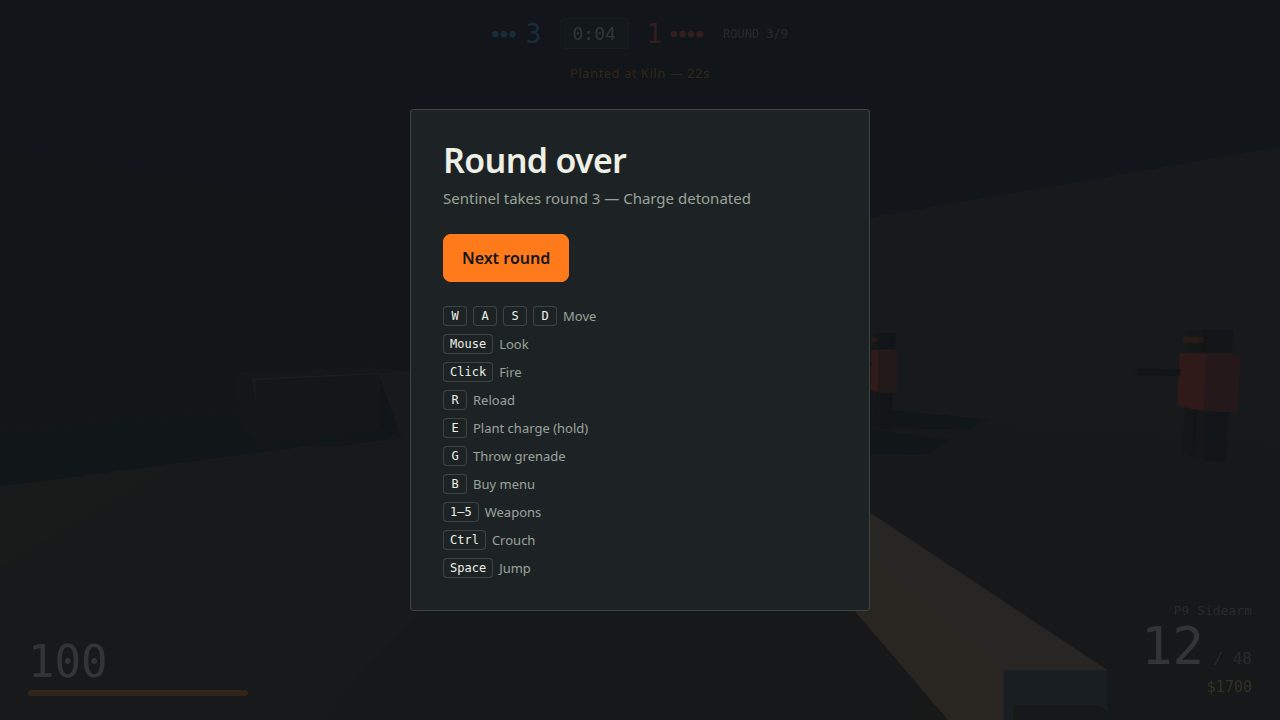 3 0:04 1 ROUND 3/9
Planted at Kiln — 22s
Round over
Sentinel takes round 3 — Charge detonated
Next round
W A S D Move
Mouse Look
Click Fire
R Reload
E Plant charge (hold)
G Throw grenade
B Buy menu
1–5 Weapons
Ctrl Crouch
Space Jump
P9 Sidearm
100
12 / 48
$1700